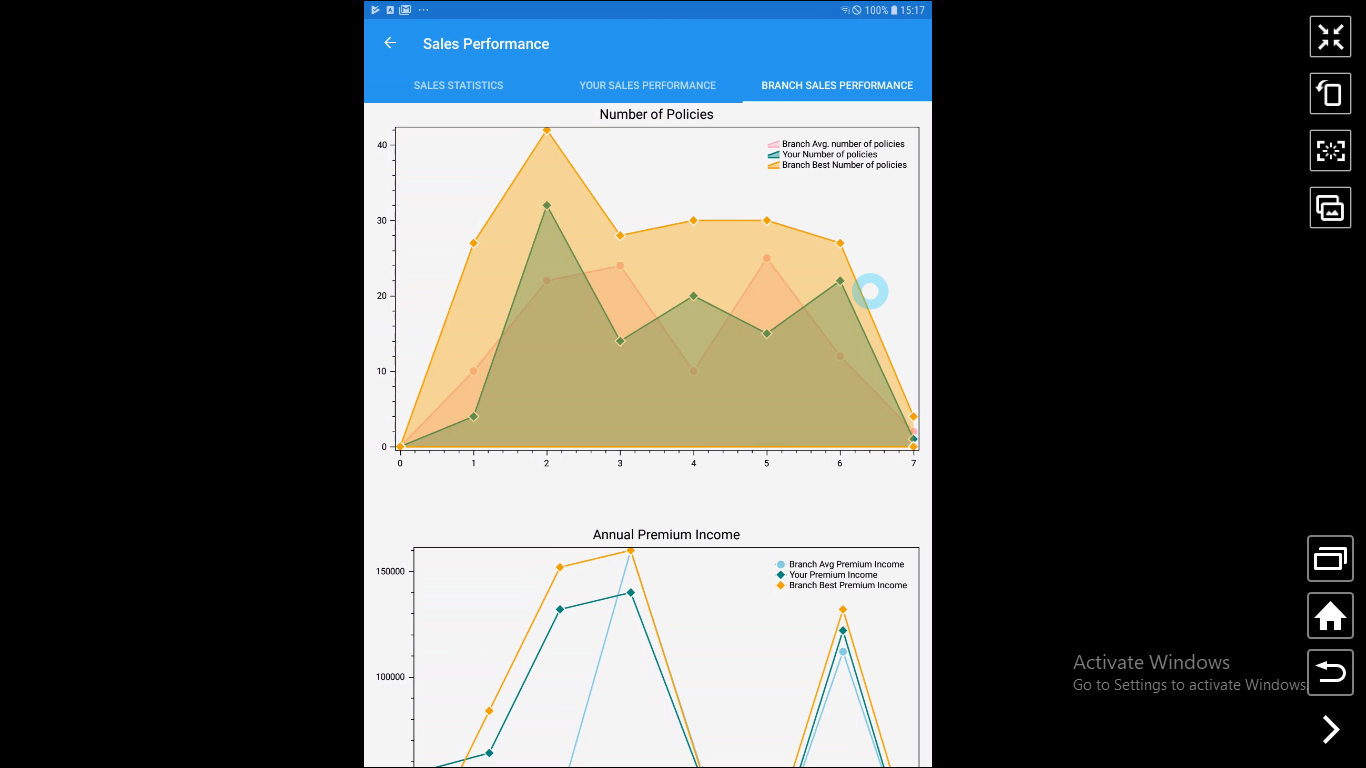 100% 15:17
Sales Performance
SALES STATISTICS YOUR SALES PERFORMANCE BRANCH SALES PERFORMANCE
Number of Policies
Branch Avg. number of policies
Your Number of policies
Branch Best Number of policies
40
30
20
10
0
0 1 2 3 4 5 6 7
Annual Premium Income
Branch Avg Premium Income
Your Premium Income
Branch Best Premium Income
150000
100000
Activate Windows
Go to Settings to activate Windows